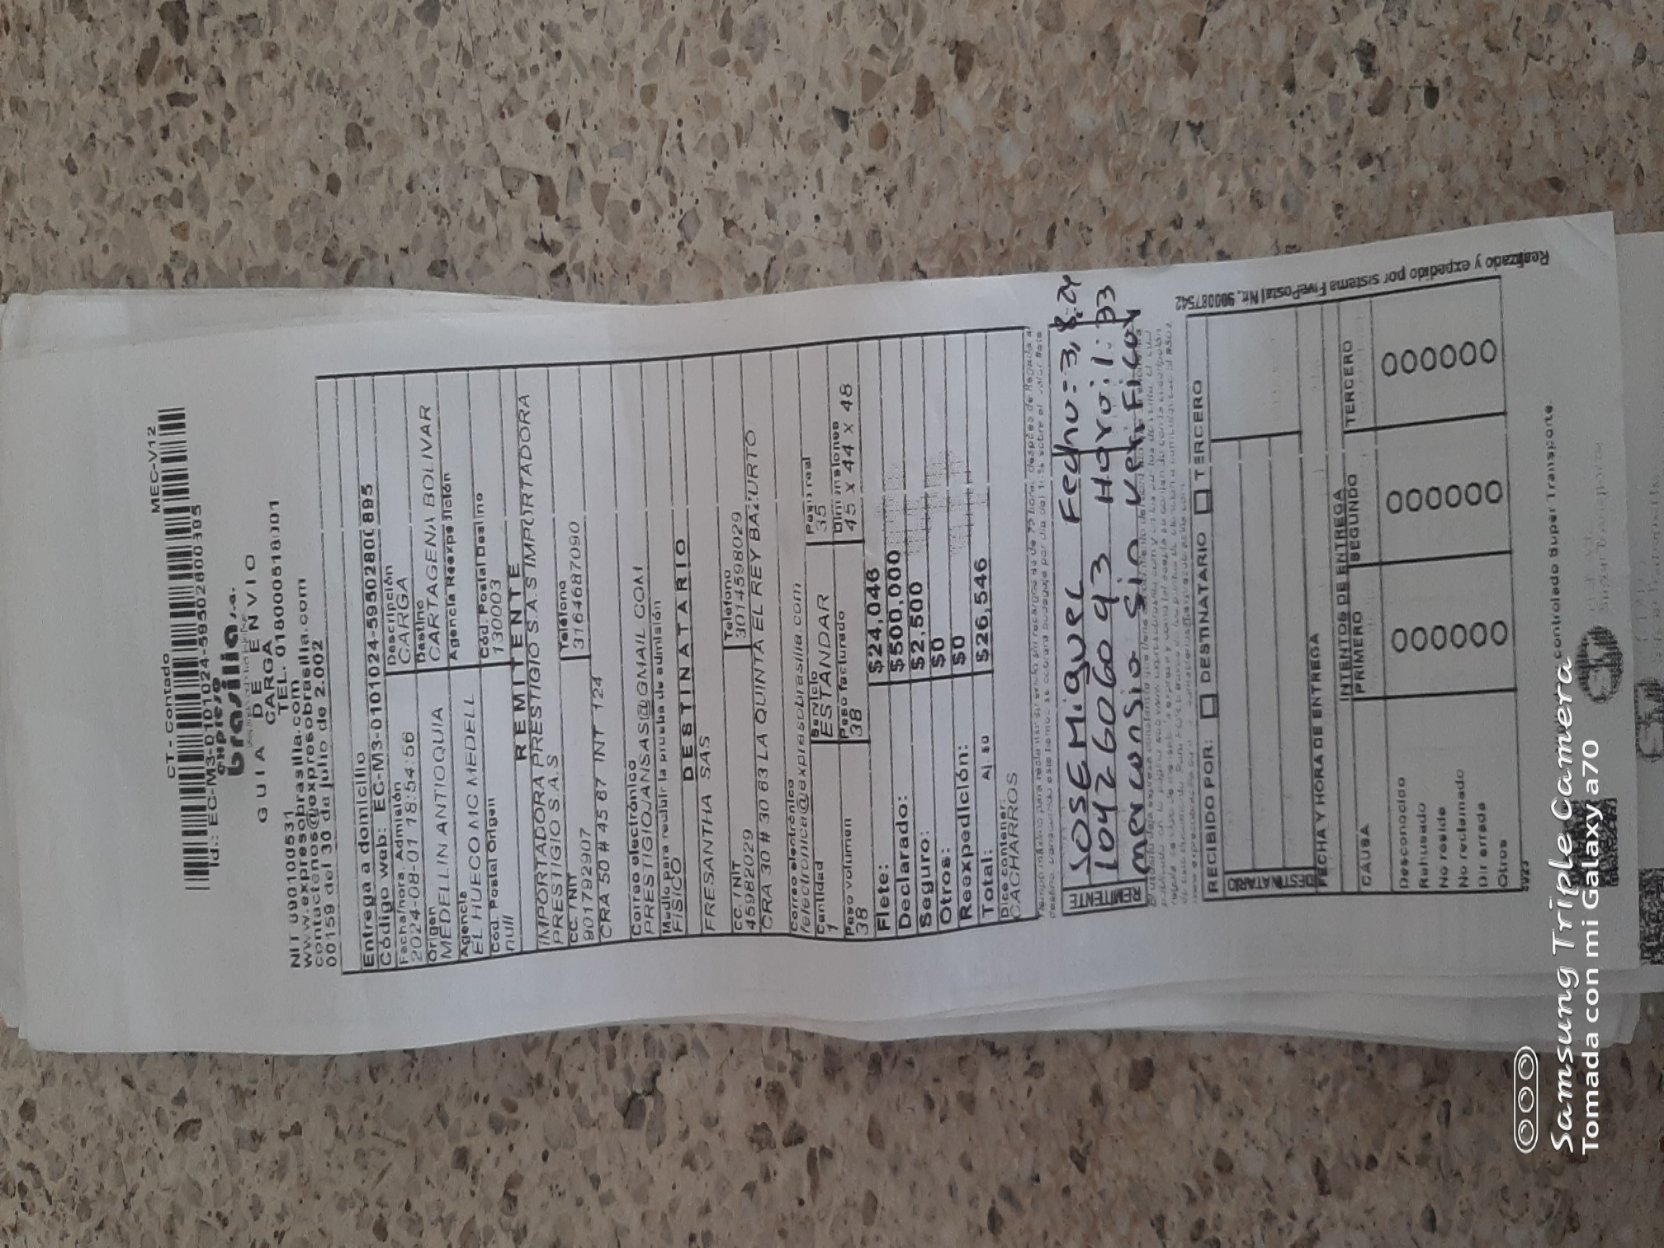 CT - Contado
MEC-V12
Id.: EC-M3-0101024-5950280
expreso
brasilia s.a.
GUIA DE ENVIO
CARGA
NIT 890100531
TEL. 018000051
www.expresobrasilia.com
contactenos@expresobrasilia.com
00159 del 30 de julio de 2.002
Entrega a domicilio
Código web: EC-M3-0101024-5950280 895
Fecha/hora Admisión
Descripción
2024-08-01 18:54:56
CARGA
Origen
Destino
MEDELLIN ANTIOQUIA
CARTAGENA BOLIVAR
Agencia
Agencia Reexpedición
EL HUECO MC MEDELL
Cód. Postal Origen
Cód. Postal Destino
null
130003
REMITENTE
IMPORTADORA PRESTIGIO S.A.S IMPORTADORA
PRESTIGIO S.A.S
CC / NIT
Teléfono
901792907
3164687090
CRA 50 # 45 67 INT 124
Correo electrónico
PRESTIGIOJANSAS@GMAIL COM
Medio para recibir la prueba de admisión
FISICO
DESTINATARIO
FRESANTHA SAS
CC / NIT
Teléfono
45982029
3014598029
CRA 30 # 30 63 LA QUINTA EL REY BAZURTO
Correo electrónico
felectronica@expresobrasilia.com
Cantidad
Servicio
Peso real
1
ESTANDAR
35
Peso volumen
Peso facturado
Dimensiones
38
38
45 x 44 x 48
Flete: $24,046
Declarado: $500,000
Seguro: $2,500
Otros: $0
Reexpedición: $0
Total: Aj $0 $26,546
Dice contener:
CACHARROS
REMITENTE
JOSE MIGUEL Fecha: 3,8.24
1042606093 Hora: 1:33
mercansia sin verificar
RECIBIDO POR: DESTINATARIO TERCERO
DESTINATARIO
FECHA Y HORA DE ENTREGA
INTENTOS DE ENTREGA
CAUSA PRIMERO SEGUNDO TERCERO
Desconocido
Rehusado
No reside
No reclamado
Dir errada
Otros
Realizado y expedido por sistema FivePostal Nit. 900087542
controlado Super Transporte
Samsung Triple Camera
Tomada con mi Galaxy a70